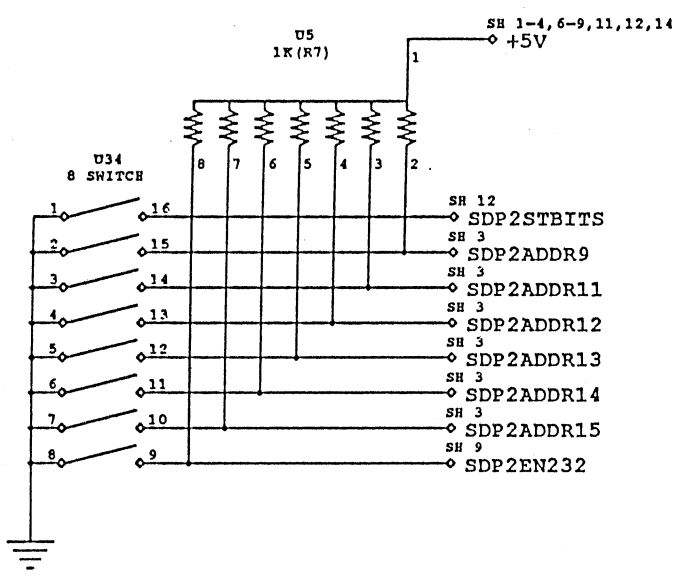 SH 1-4,6-9,11,12,14
+5V
U5
1K(R7)
1
8 7 6 5 4 3 2
U34
8 SWITCH
SH 12
1 16 SDP2STBITS
SH 3
2 15 SDP2ADDR9
SH 3
3 14 SDP2ADDR11
SH 3
4 13 SDP2ADDR12
SH 3
5 12 SDP2ADDR13
SH 3
6 11 SDP2ADDR14
SH 3
7 10 SDP2ADDR15
SH 9
8 9 SDP2EN232